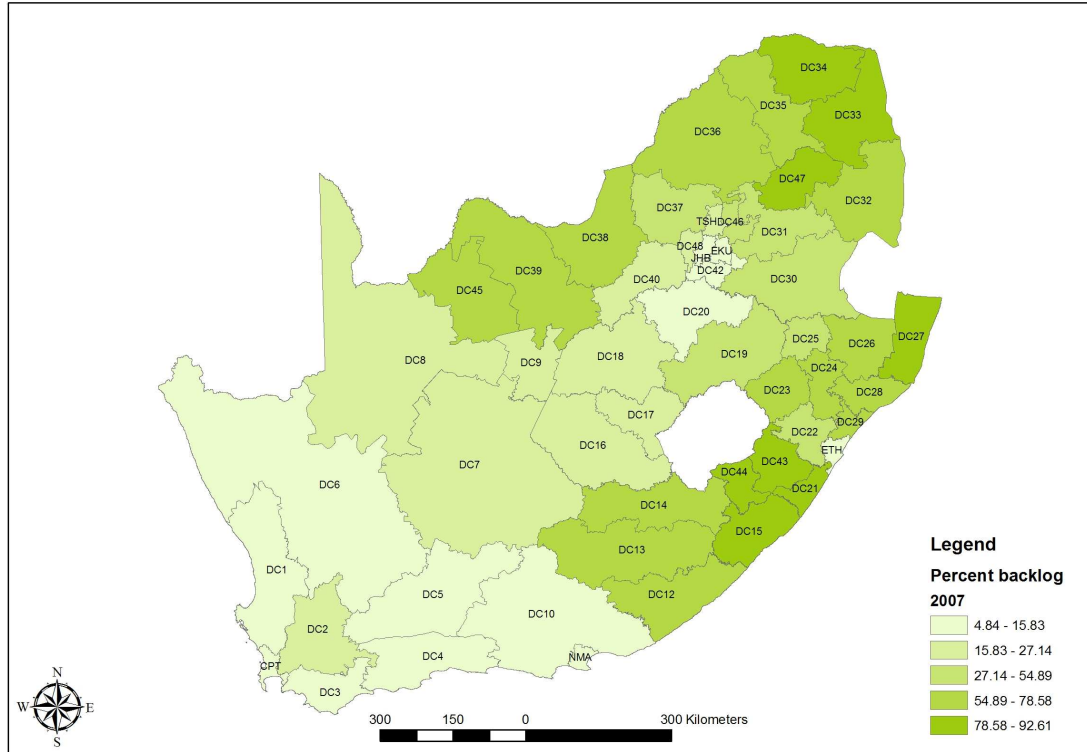 DC34
DC35
DC33
DC36
DC47
DC32
DC37
TSH
DC46
DC31
DC38
DC48
EKU
JHB
DC42
DC39
DC40
DC30
DC45
DC20
DC8
DC9
DC18
DC19
DC25
DC26
DC27
DC24
DC23
DC28
DC17
DC29
DC16
DC22
ETH
DC7
DC43
DC44
DC6
DC21
DC14
DC15
DC13
DC1
DC5
DC12
DC10
DC2
DC4
NMA
CPT
DC3
Legend
Percent backlog
2007
4.84 - 15.83
15.83 - 27.14
27.14 - 54.89
54.89 - 78.58
78.58 - 92.61
N
W E
S
300 150 0 300 Kilometers